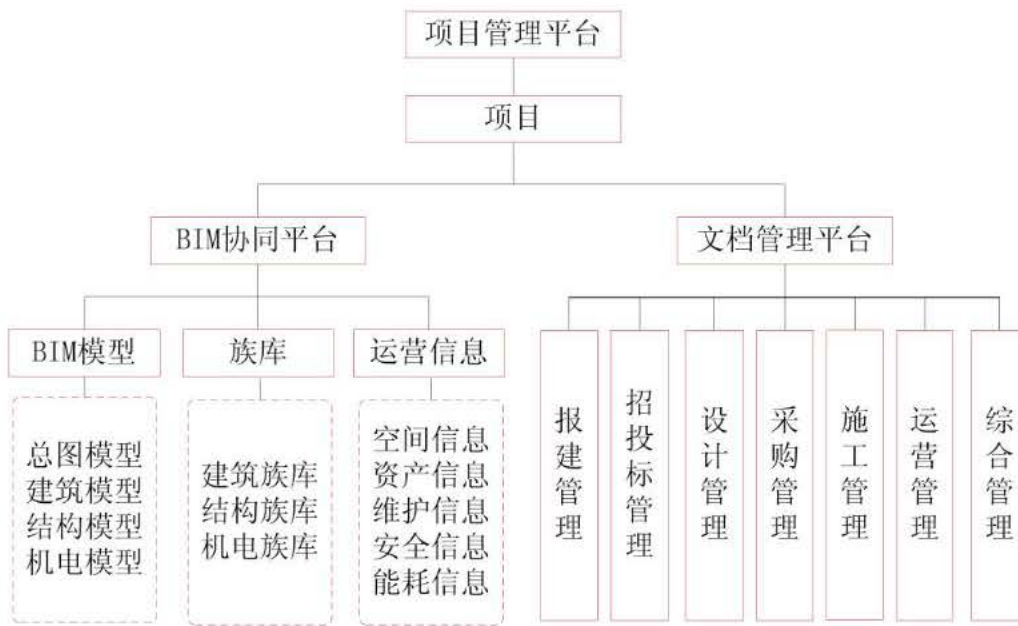 项目管理平台
项目
BIM协同平台
文档管理平台
BIM模型
族库
运营信息
总图模型
建筑模型
结构模型
机电模型
建筑族库
结构族库
机电族库
空间信息
资产信息
维护信息
安全信息
能耗信息
报建管理
招投标管理
设计管理
采购管理
施工管理
运营管理
综合管理